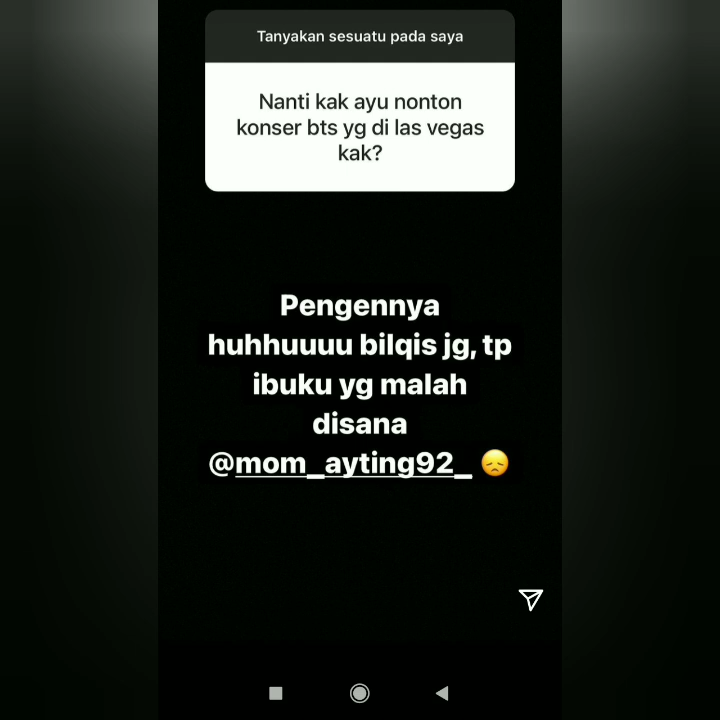 Tanyakan sesuatu pada saya
Nanti kak ayu nonton
konser bts yg di las vegas
kak?
Pengennya
huhhuuuu bilqis jg, tp
ibuku yg malah
disana
@mom_ayting92_ 😞